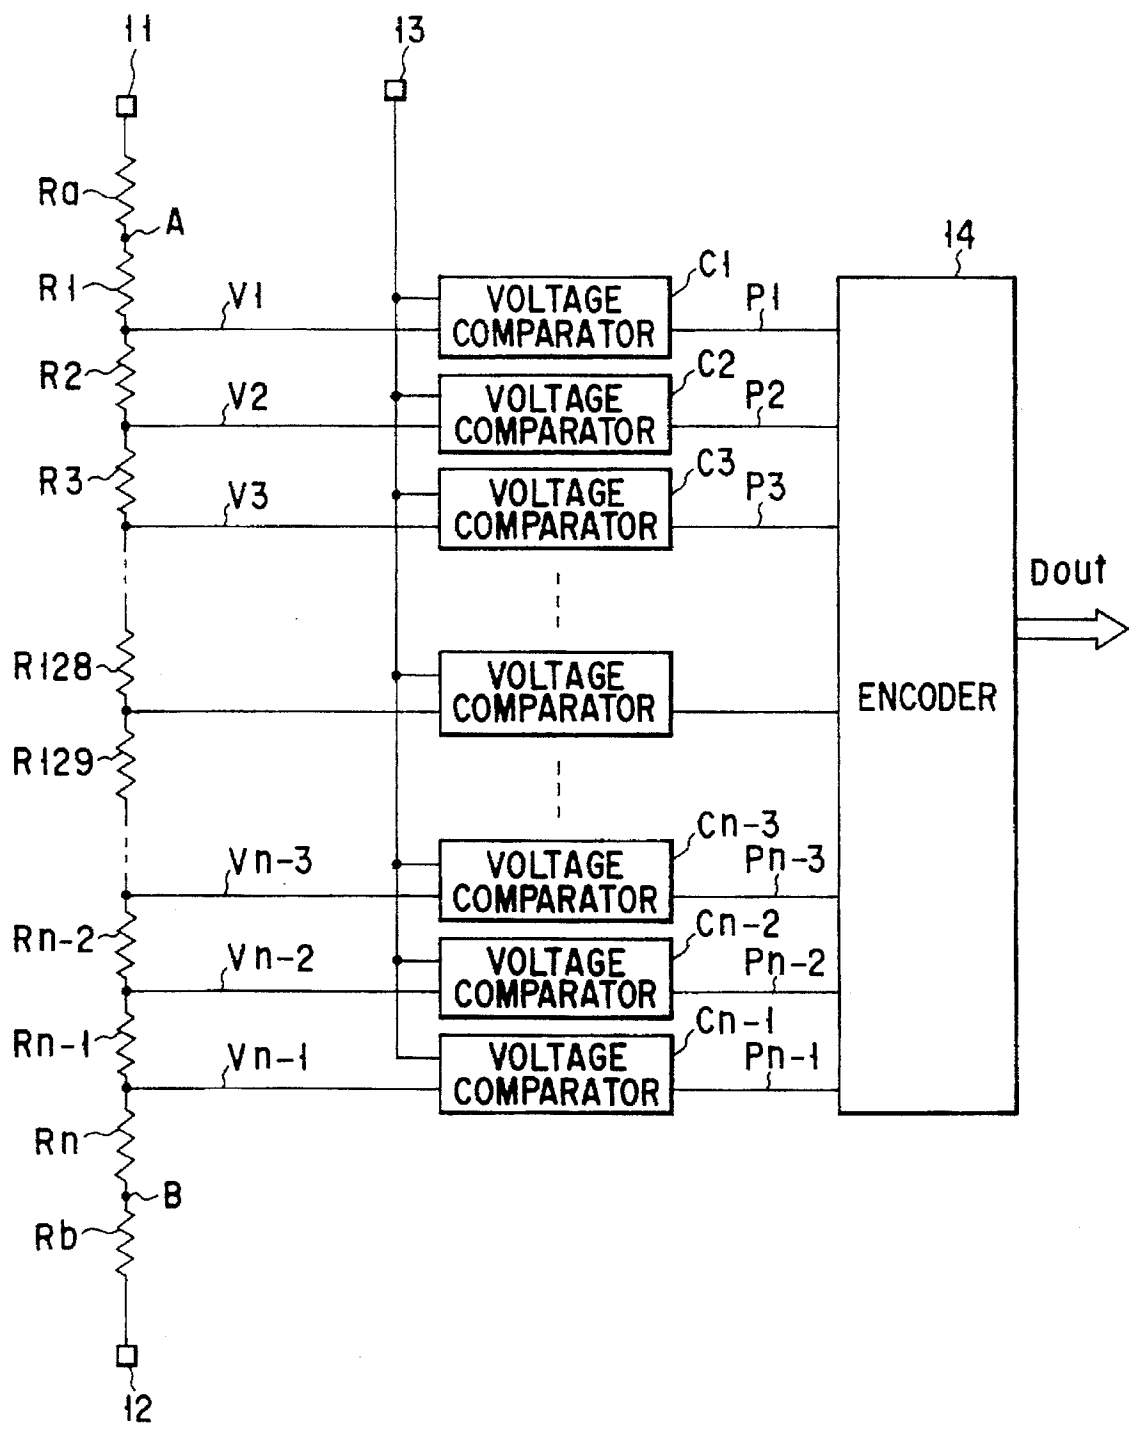 11
13
Ra
A
14
R1
V1
VOLTAGE
COMPARATOR
C1
P1
R2
V2
VOLTAGE
COMPARATOR
C2
P2
R3
V3
VOLTAGE
COMPARATOR
C3
P3
Dout
R128
VOLTAGE
COMPARATOR
ENCODER
R129
Vn-3
VOLTAGE
COMPARATOR
Cn-3
Pn-3
Rn-2
Vn-2
VOLTAGE
COMPARATOR
Cn-2
Pn-2
Rn-1
Vn-1
VOLTAGE
COMPARATOR
Cn-1
Pn-1
Rn
B
Rb
12